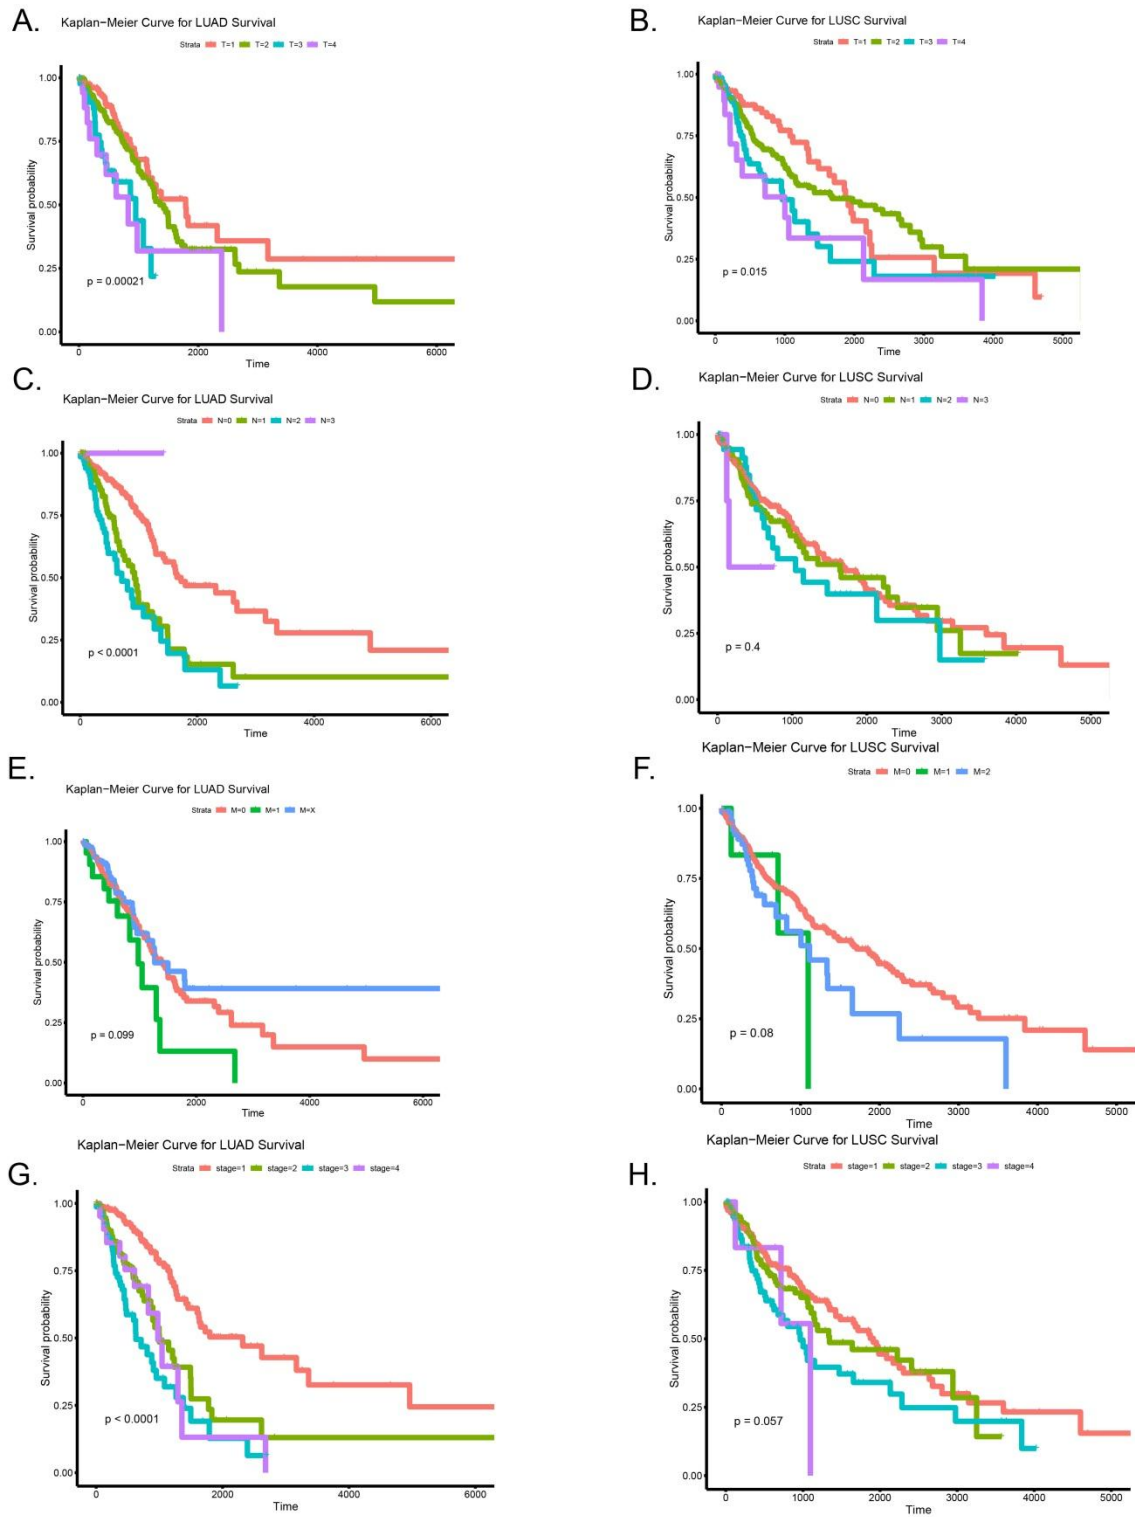 A.
Kaplan−Meier Curve for LUAD Survival
Strata T=1 T=2 T=3 T=4
1.00
0.75
0.50
0.25
0.00
Survival probability
p = 0.00021
0 2000 4000 6000
Time
B.
Kaplan−Meier Curve for LUSC Survival
Strata T=1 T=2 T=3 T=4
1.00
0.75
0.50
0.25
0.00
Survival probability
p = 0.015
0 1000 2000 3000 4000 5000
Time
C.
Kaplan−Meier Curve for LUAD Survival
Strata N=0 N=1 N=2 N=3
1.00
0.75
0.50
0.25
0.00
Survival probability
p < 0.0001
0 2000 4000 6000
Time
D.
Kaplan−Meier Curve for LUSC Survival
Strata N=0 N=1 N=2 N=3
1.00
0.75
0.50
0.25
0.00
Survival probability
p = 0.4
0 1000 2000 3000 4000 5000
Time
E.
Kaplan−Meier Curve for LUAD Survival
Strata M=0 M=1 M=X
1.00
0.75
0.50
0.25
0.00
Survival probability
p = 0.099
0 2000 4000 6000
Time
F.
Kaplan−Meier Curve for LUSC Survival
Strata M=0 M=1 M=2
1.00
0.75
0.50
0.25
0.00
Survival probability
p = 0.08
0 1000 2000 3000 4000 5000
Time
G.
Kaplan−Meier Curve for LUAD Survival
Strata stage=1 stage=2 stage=3 stage=4
1.00
0.75
0.50
0.25
0.00
Survival probability
p < 0.0001
0 2000 4000 6000
Time
H.
Kaplan−Meier Curve for LUSC Survival
Strata stage=1 stage=2 stage=3 stage=4
1.00
0.75
0.50
0.25
0.00
Survival probability
p = 0.057
0 1000 2000 3000 4000 5000
Time